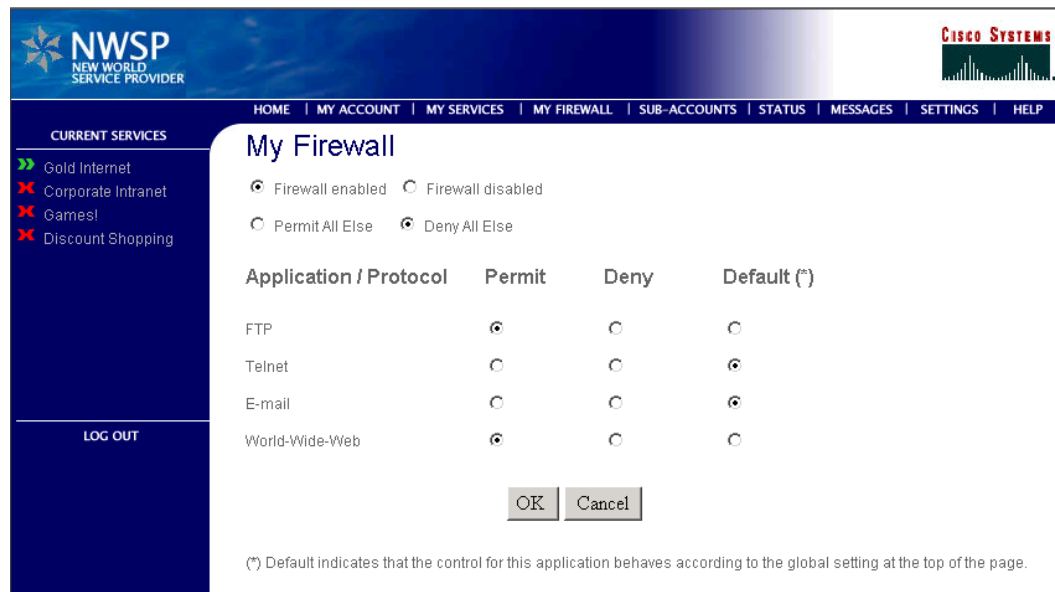 NWSP
NEW WORLD
SERVICE PROVIDER
CISCO SYSTEMS
HOME | MY ACCOUNT | MY SERVICES | MY FIREWALL | SUB-ACCOUNTS | STATUS | MESSAGES | SETTINGS | HELP
CURRENT SERVICES
Gold Internet
Corporate Intranet
Games!
Discount Shopping
LOG OUT
My Firewall
Firewall enabled Firewall disabled
Permit All Else Deny All Else
Application / Protocol Permit Deny Default (*)
FTP
Telnet
E-mail
World-Wide-Web
OK Cancel
(*) Default indicates that the control for this application behaves according to the global setting at the top of the page.